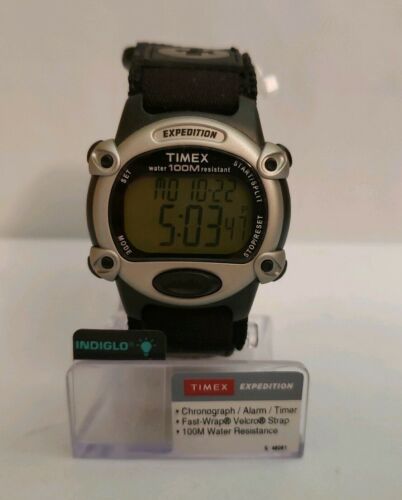 EXPEDITION
TIMEX
water 100M resistant
SET
START/SPLIT
MO 10-22
5:03 47
MODE
STOP/RESET
INDIGLO®
TIMEX EXPEDITION
• Chronograph / Alarm / Timer
• Fast-Wrap® Velcro® Strap
• 100M Water Resistance